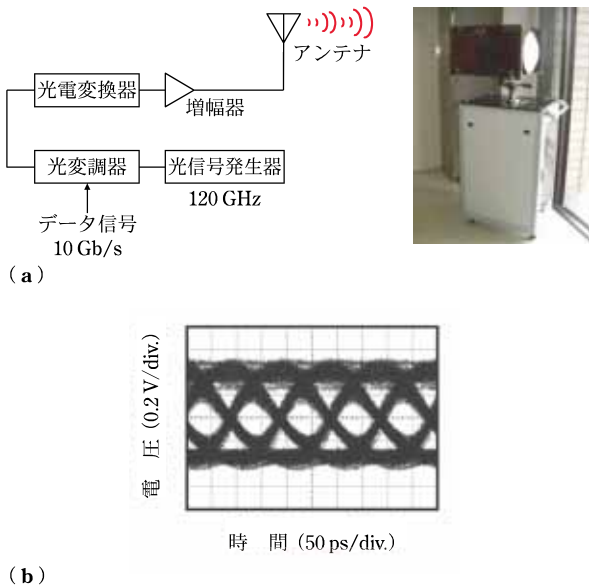 アンテナ
光電変換器
増幅器
光変調器
光信号発生器
120 GHz
データ信号
10 Gb/s
(a)
電 圧 (0.2 V/div.)
時 間 (50 ps/div.)
(b)